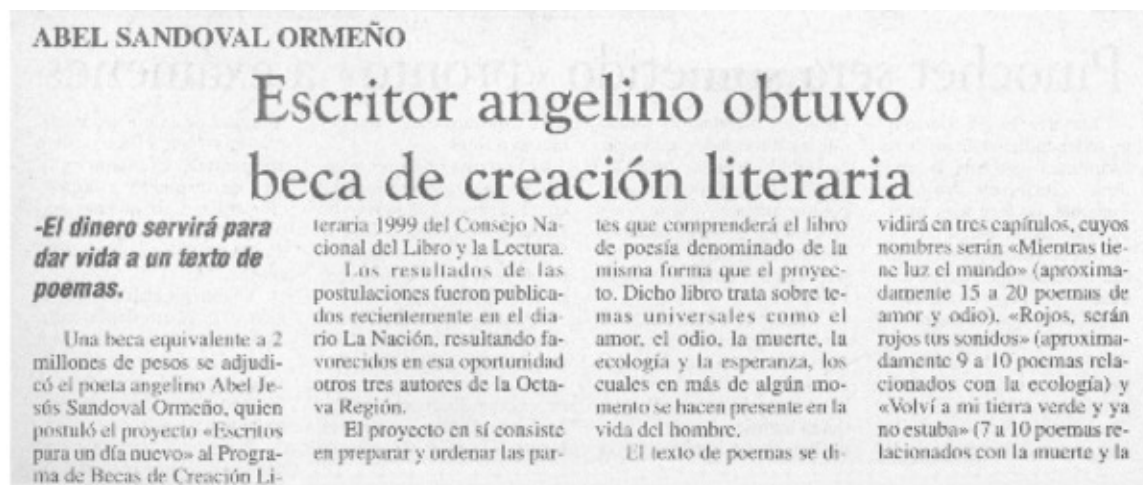 ABEL SANDOVAL ORMEÑO
Escritor angelino obtuvo
beca de creación literaria
-El dinero servirá para
dar vida a un texto de
poemas.
Una beca equivalente a 2
millones de pesos se adjudi-
có el poeta angelino Abel Je-
sús Sandoval Ormeño, quien
postuló el proyecto «Escritos
para un día nuevo» al Progra-
ma de Becas de Creación Li-
teraria 1999 del Consejo Na-
cional del Libro y la Lectura.
Los resultados de las
postulaciones fueron publica-
dos recientemente en el dia-
rio La Nación, resultando fa-
vorecidos en esa oportunidad
otros tres autores de la Octa-
va Región.
El proyecto en sí consiste
en preparar y ordenar las par-
tes que comprenderá el libro
de poesía denominado de la
misma forma que el proyec-
to. Dicho libro trata sobre te-
mas universales como el
amor, el odio, la muerte, la
ecología y la esperanza, los
cuales en más de algún mo-
mento se hacen presente en la
vida del hombre.
El texto de poemas se di-
vidirá en tres capítulos, cuyos
nombres serán «Mientras tie-
ne luz el mundo» (aproxima-
damente 15 a 20 poemas de
amor y odio), «Rojos, serán
rojos tus sonidos» (aproxima-
damente 9 a 10 poemas rela-
cionados con la ecología) y
«Volví a mi tierra verde y ya
no estaba» (7 a 10 poemas re-
lacionados con la muerte y la